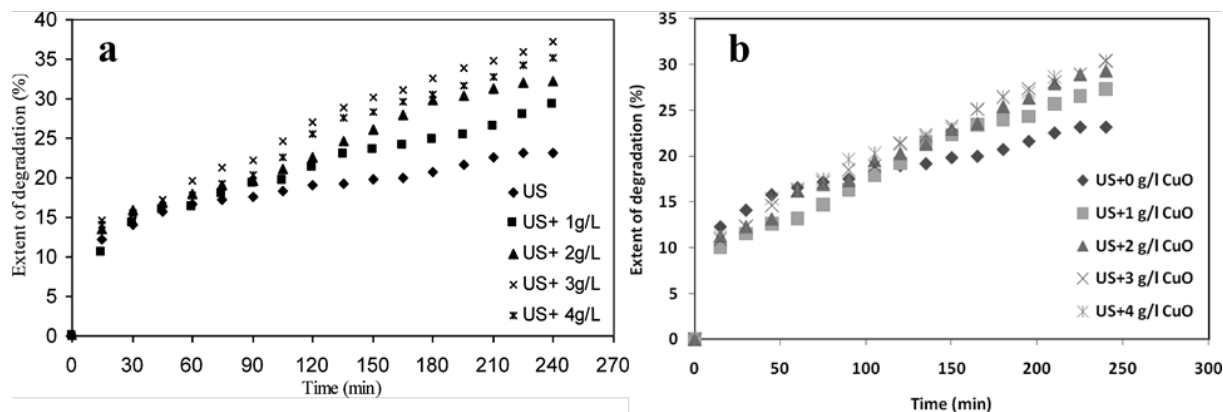 a
40
35
30
25
20
15
10
5
0
Extent of degradation (%)
0 30 60 90 120 150 180 210 240 270
Time (min)
US
US+ 1g/L
US+ 2g/L
US+ 3g/L
US+ 4g/L
b
35
30
25
20
15
10
5
0
Extent of degradation (%)
0 50 100 150 200 250 300
Time (min)
US+0 g/l CuO
US+1 g/l CuO
US+2 g/l CuO
US+3 g/l CuO
US+4 g/l CuO